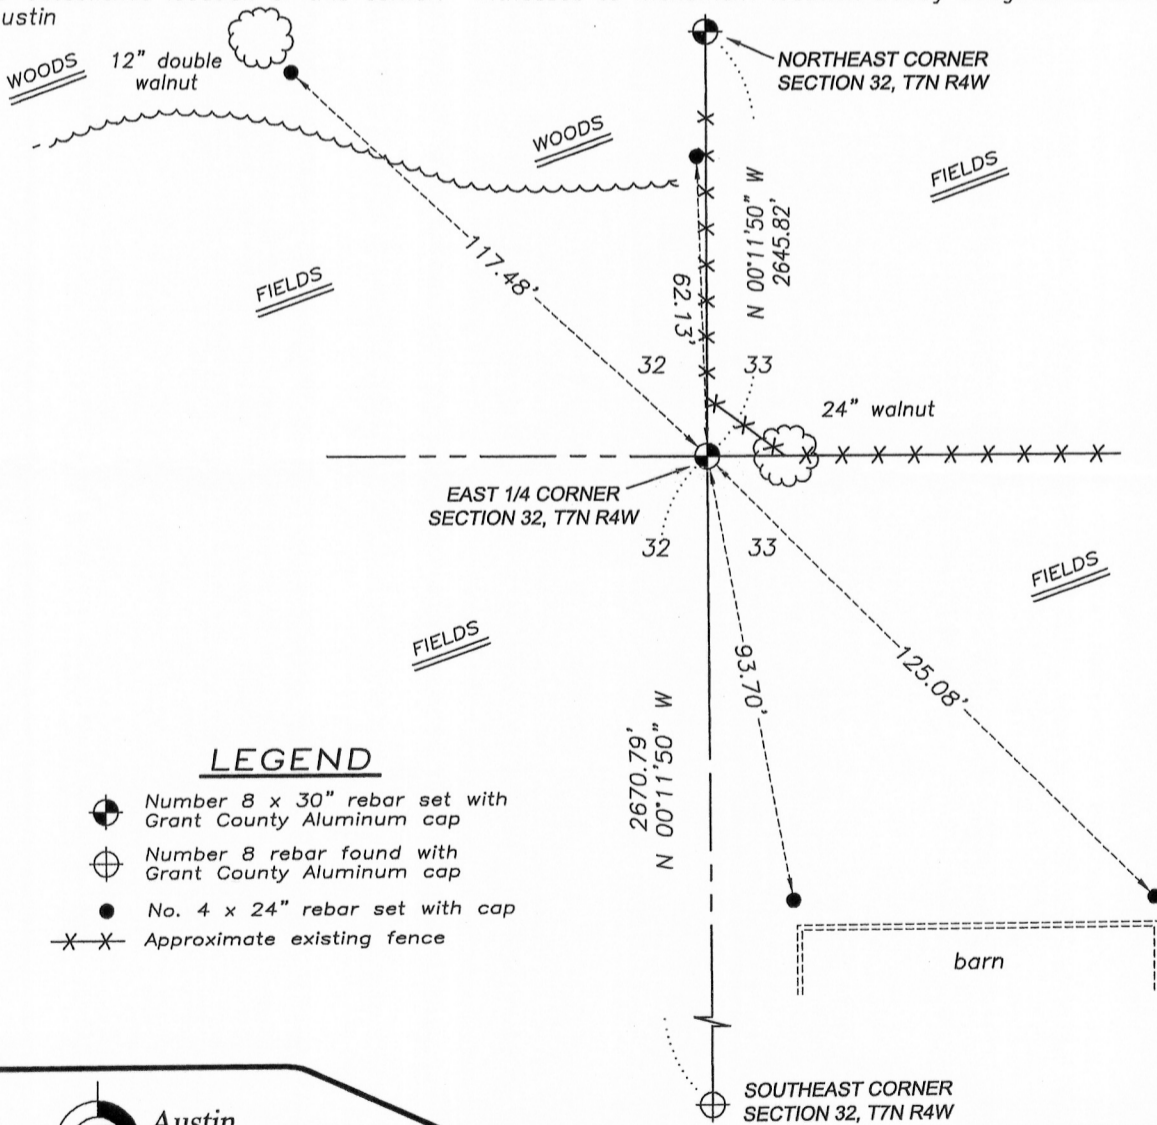 ustin
WOODS
12" double
walnut
NORTHEAST CORNER
SECTION 32, T7N R4W
WOODS
FIELDS
N 00°11'50" W
2645.82'
117.48'
FIELDS
62.13'
32
33
24" walnut
EAST 1/4 CORNER
SECTION 32, T7N R4W
32
33
FIELDS
FIELDS
93.70'
125.08'
2670.79'
N 00°11'50" W
LEGEND
Number 8 x 30" rebar set with
Grant County Aluminum cap
Number 8 rebar found with
Grant County Aluminum cap
No. 4 x 24" rebar set with cap
Approximate existing fence
barn
SOUTHEAST CORNER
SECTION 32, T7N R4W
Austin